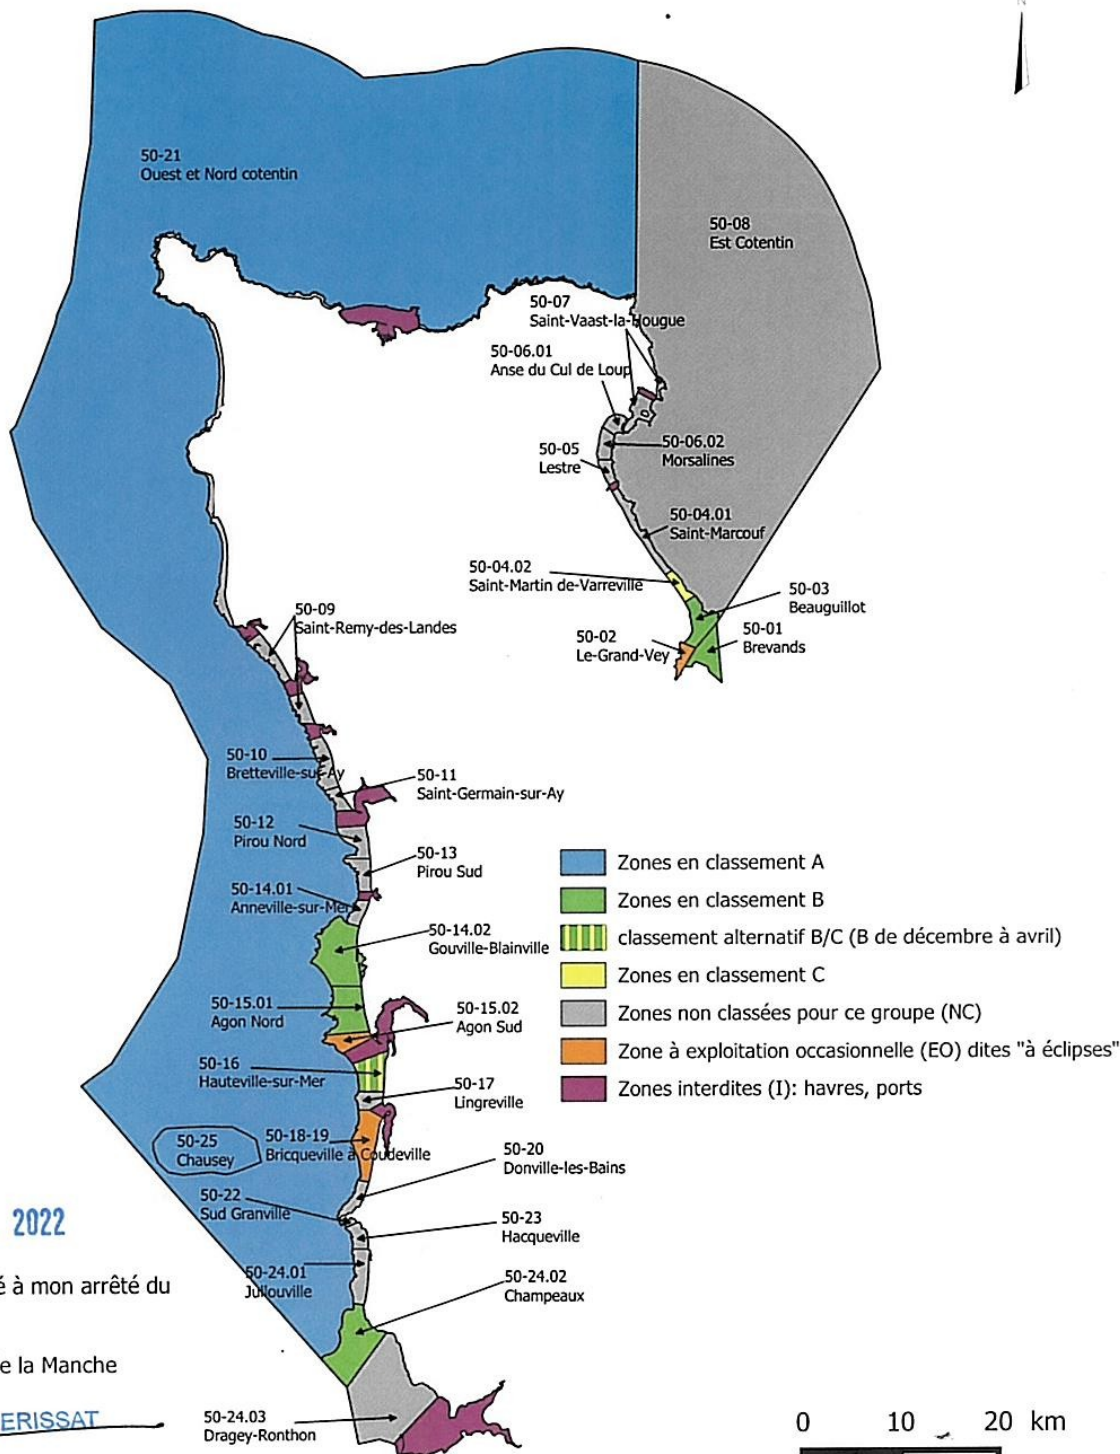 N
50-21
Ouest et Nord cotentin
50-08
Est Cotentin
50-07
Saint-Vaast-la-Hougue
50-06.01
Anse du Cul de Loup
50-05
Lestre
50-06.02
Morsalines
50-04.01
Saint-Marcouf
50-04.02
Saint-Martin de-Varreville
50-03
Beauguillot
50-02
Le-Grand-Vey
50-01
Brevands
50-09
Saint-Remy-des-Landes
50-10
Bretteville-sur-Ay
50-11
Saint-Germain-sur-Ay
50-12
Pirou Nord
50-13
Pirou Sud
50-14.01
Anneville-sur-Mer
50-14.02
Gouville-Blainville
50-15.01
Agon Nord
50-15.02
Agon Sud
50-16
Hauteville-sur-Mer
50-17
Lingreville
50-25
Chausey
50-18-19
Bricqueville à Coudeville
50-20
Donville-les-Bains
50-22
Sud Granville
50-23
Hacqueville
50-24.01
Jullouville
50-24.02
Champeaux
50-24.03
Dragey-Ronthon
Zones en classement A
Zones en classement B
classement alternatif B/C (B de décembre à avril)
Zones en classement C
Zones non classées pour ce groupe (NC)
Zone à exploitation occasionnelle (EO) dites "à éclipses"
Zones interdites (I): havres, ports
2022
é à mon arrêté du
e la Manche
ERISSAT
0 10 20 km